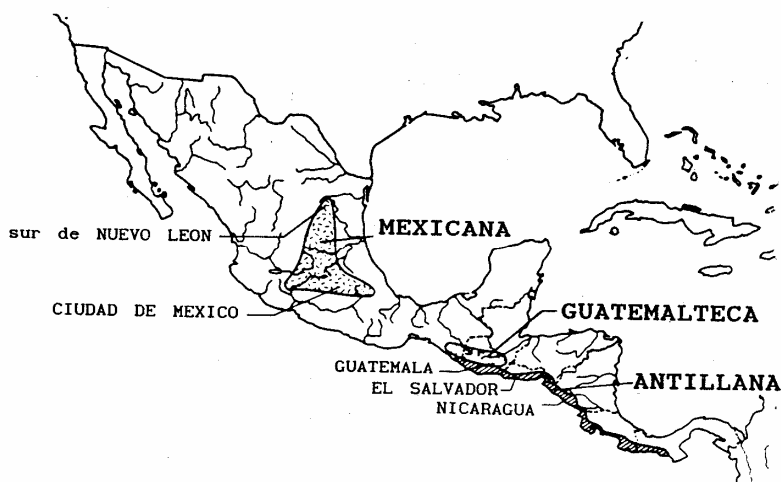 sur de NUEVO LEON
MEXICANA
CIUDAD DE MEXICO
GUATEMALTECA
GUATEMALA
EL SALVADOR
ANTILLANA
NICARAGUA